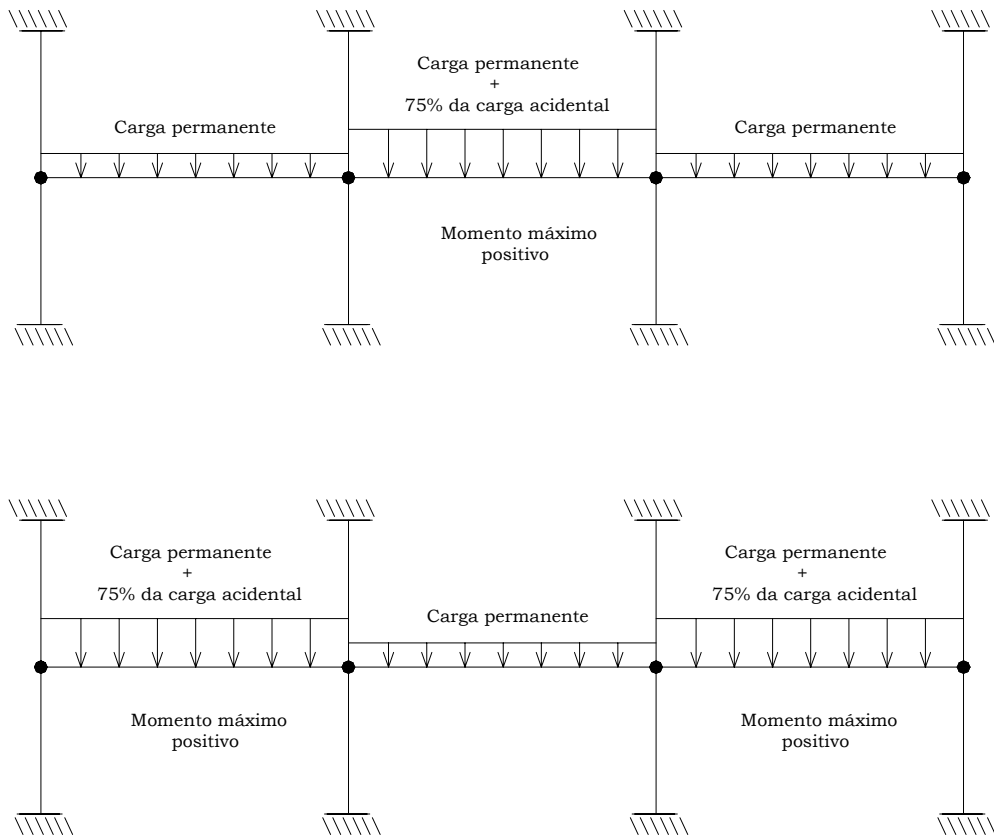 Carga permanente
+
75% da carga acidental
Carga permanente
Carga permanente
Momento máximo
positivo
Carga permanente
+
75% da carga acidental
Carga permanente
+
75% da carga acidental
Carga permanente
Momento máximo
positivo
Momento máximo
positivo